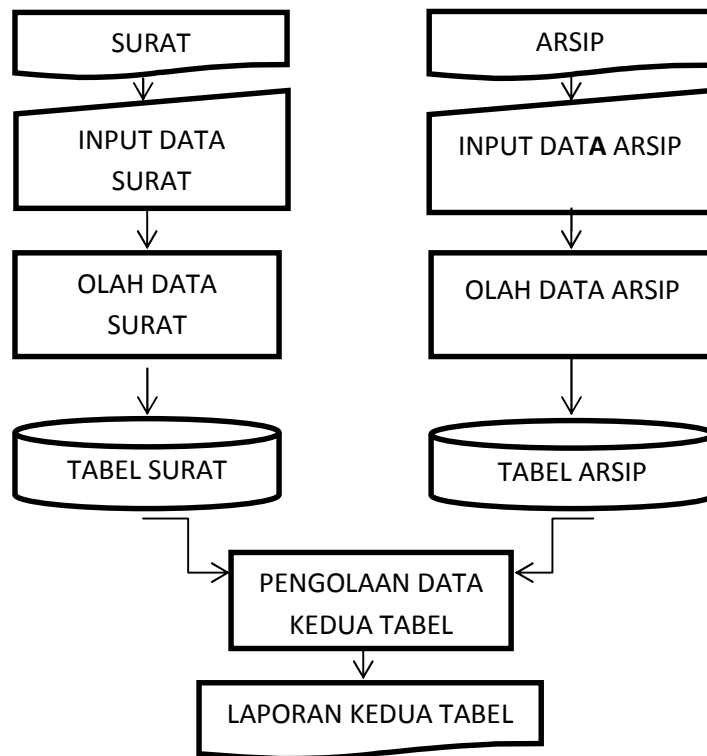 SURAT
ARSIP
INPUT DATA
SURAT
INPUT DATA ARSIP
OLAH DATA
SURAT
OLAH DATA ARSIP
TABEL SURAT
TABEL ARSIP
PENGOLAAN DATA
KEDUA TABEL
LAPORAN KEDUA TABEL